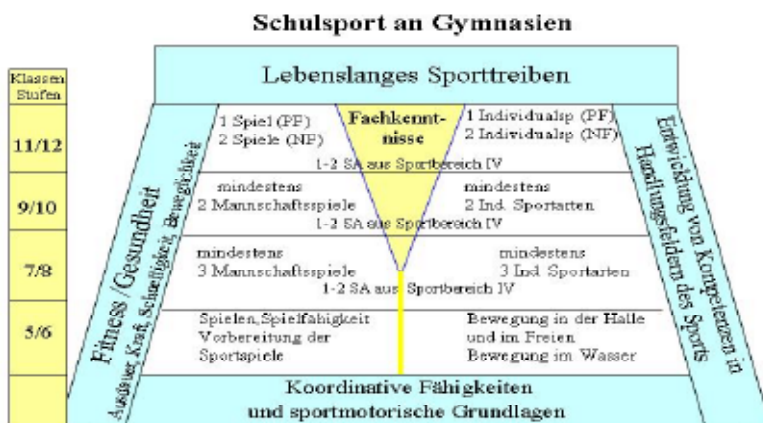 Schulsport an Gymnasien
Lebenslanges Sporttreiben
Klassen
Stufen
11/12
1 Spiel (PF)
2 Spiele (NF)
Fachkennt-
nisse
1 Individualsp (PF)
2 Individualsp (NF)
1-2 SA aus Sportbereich IV
9/10
mindestens
2 Mannschaftsspiele
mindestens
2 Ind. Sportarten
1-2 SA aus Sportbereich IV
7/8
mindestens
3 Mannschaftsspiele
mindestens
3 Ind. Sportarten
1-2 SA aus Sportbereich IV
5/6
Spielen,Spielfähigkeit
Vorbereitung der
Sportspiele
Bewegung in der Halle
und im Freien
Bewegung im Wasser
Fitness /Gesundheit
Ausdauer, Kraft, Schnelligkeit, Beweglichkeit
Entwicklung von Kompetenzen in
Handlungsfeldern des Sports
Koordinative Fähigkeiten
und sportmotorische Grundlagen